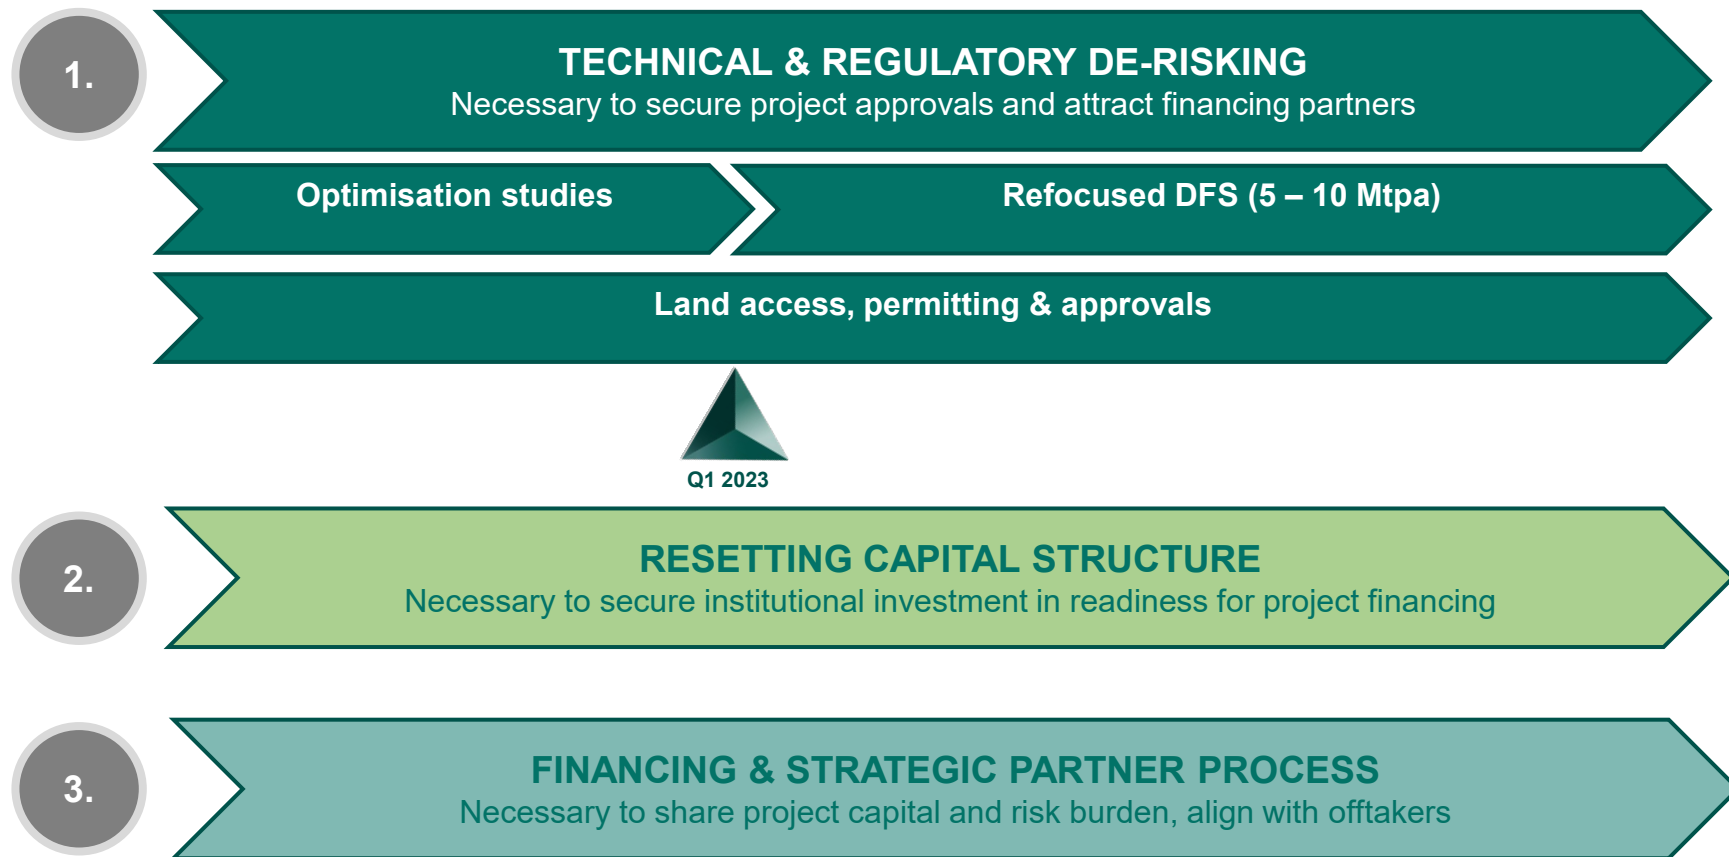 1.
TECHNICAL & REGULATORY DE-RISKING
Necessary to secure project approvals and attract financing partners
Optimisation studies
Refocused DFS (5 – 10 Mtpa)
Land access, permitting & approvals
Q1 2023
2.
RESETTING CAPITAL STRUCTURE
Necessary to secure institutional investment in readiness for project financing
3.
FINANCING & STRATEGIC PARTNER PROCESS
Necessary to share project capital and risk burden, align with offtakers